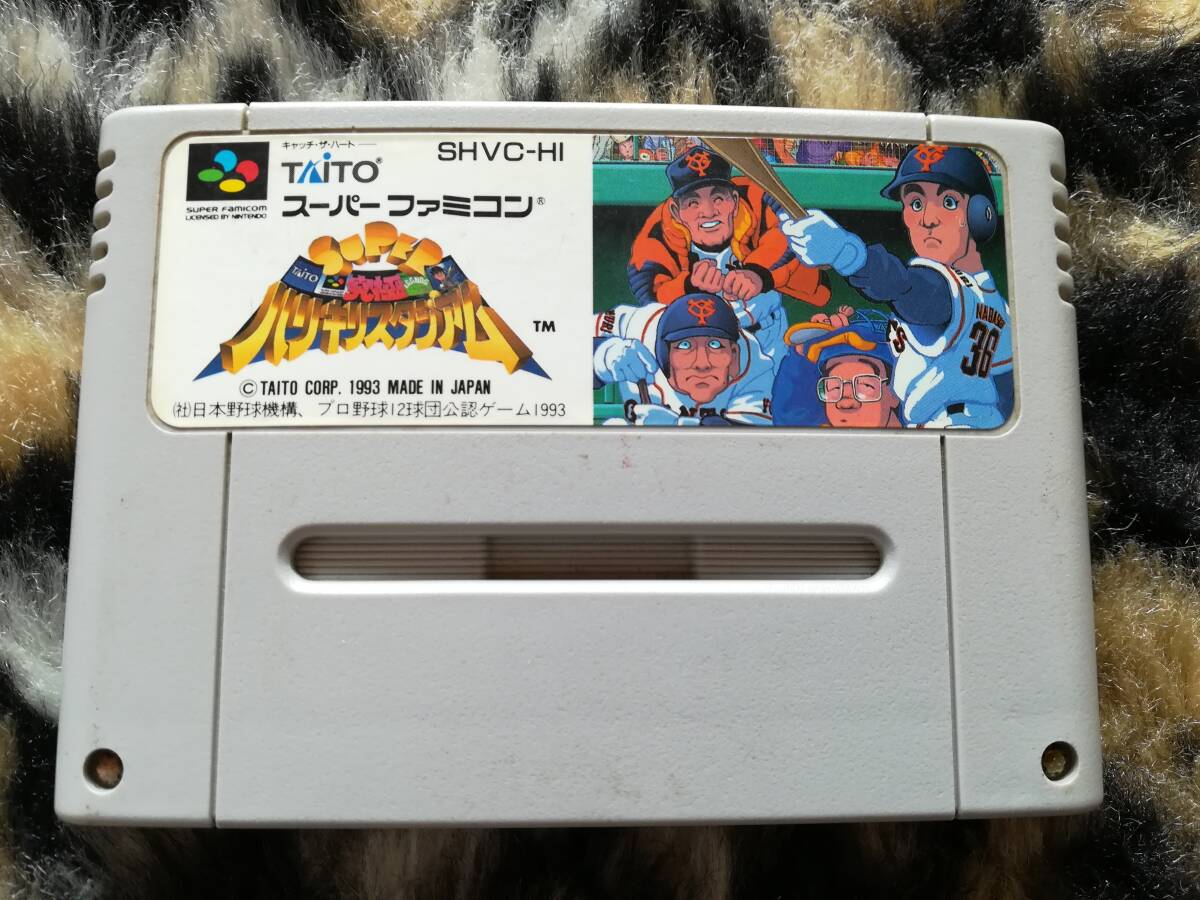 キャッチ・ザ・ハート
TAITO®
SHVC-HI
SUPER FAMICOM
LICENSED BY NINTENDO
スーパーファミコン®
SUPER
TAITO
ハリキリスタジアム
TM
© TAITO CORP. 1993 MADE IN JAPAN
(社)日本野球機構、プロ野球12球団公認ゲーム1993
36